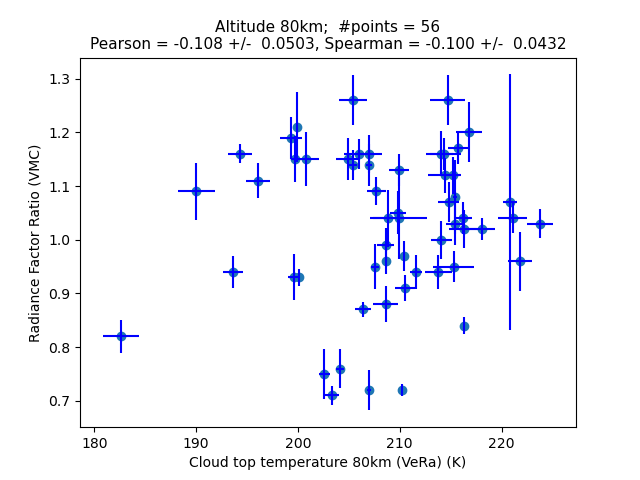 Altitude 80km;  #points = 56
Pearson = -0.108 +/-  0.0503, Spearman = -0.100 +/-  0.0432
1.3
1.2
1.1
1.0
0.9
0.8
0.7
Radiance Factor Ratio (VMC)
180 190 200 210 220
Cloud top temperature 80km (VeRa) (K)